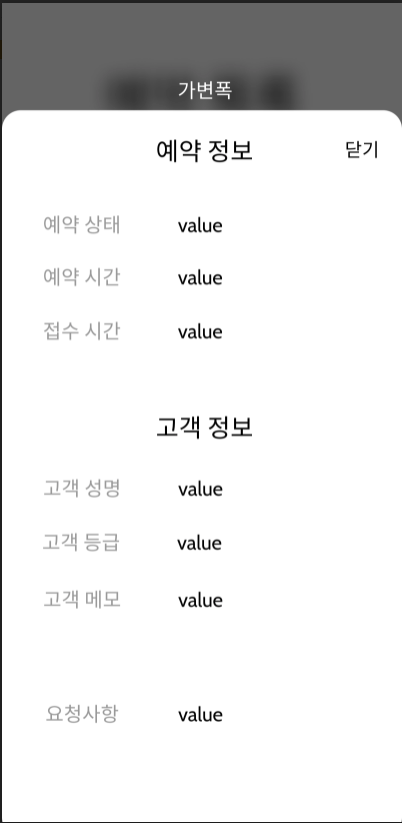 가변폭
예약 정보 닫기
예약 상태 value
예약 시간 value
접수 시간 value
고객 정보
고객 성명 value
고객 등급 value
고객 메모 value
요청사항 value